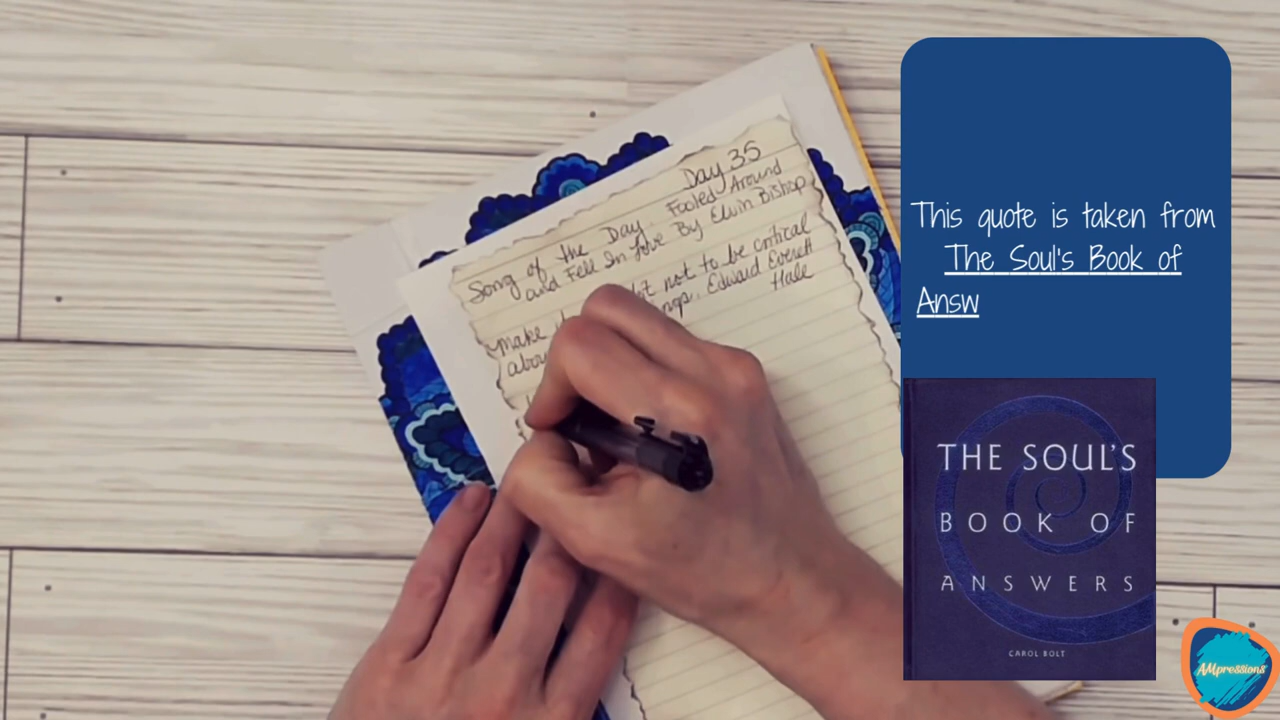 Day 35
Song of the Day. Fooled Around
and Fell In Love By Elvin Bishop
make not to be critical
Edward Everett
Hale
This quote is taken from
The Soul's Book of
Answ
THE SOUL'S
BOOK OF
ANSWERS
CAROL BOLT
AMpressions